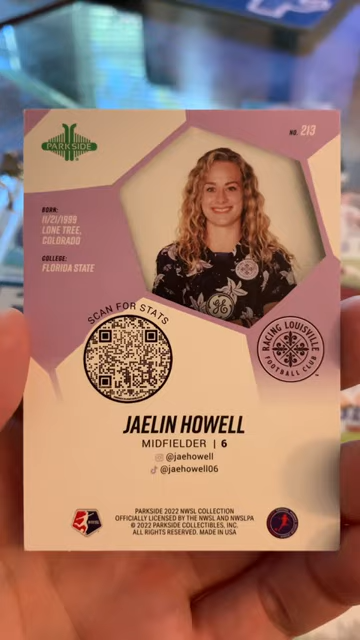 PARKSIDE
NO. 213
BORN:
11/21/1999
LONE TREE,
COLORADO
COLLEGE:
FLORIDA STATE
SCAN FOR STATS
RACING LOUISVILLE
FOOTBALL CLUB
JAELIN HOWELL
MIDFIELDER | 6
@jaehowell
@jaehowell06
PARKSIDE 2022 NWSL COLLECTION
OFFICIALLY LICENSED BY THE NWSL AND NWSLPA
© 2022 PARKSIDE COLLECTIBLES, INC.
ALL RIGHTS RESERVED. MADE IN USA